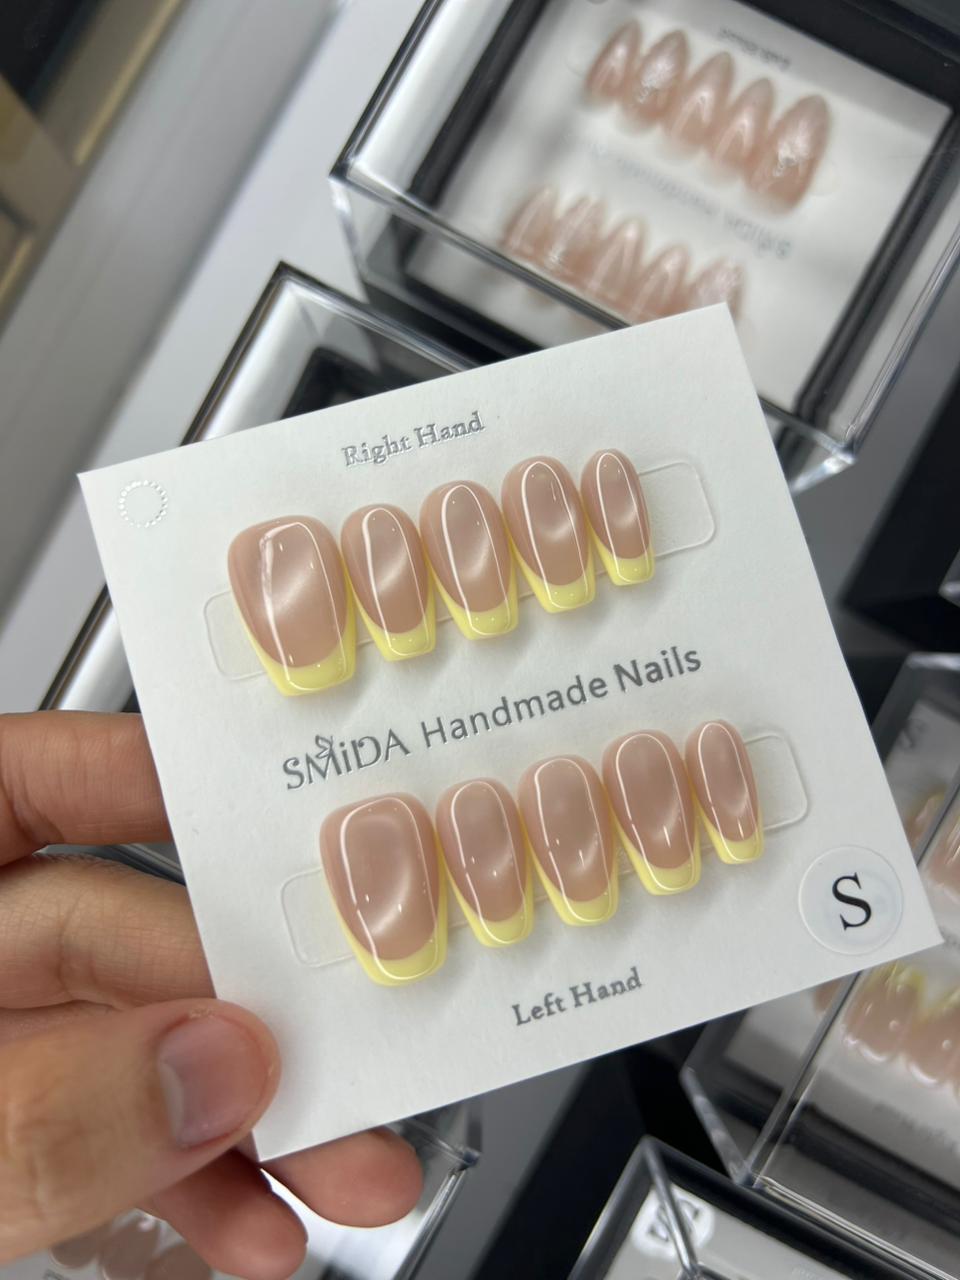 Right Hand
SMiDA Handmade Nails
S
Left Hand